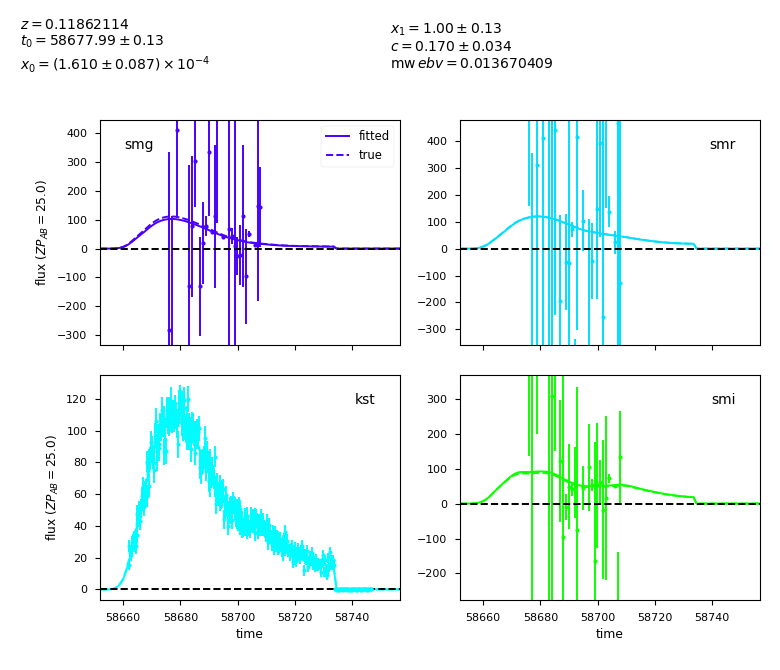 z = 0.11862114
t₀ = 58677.99 ± 0.13
x₀ = (1.610 ± 0.087) × 10⁻⁴
x₁ = 1.00 ± 0.13
c = 0.170 ± 0.034
mw ebv = 0.013670409
smg
fitted
true
400
300
200
100
0
−100
−200
−300
flux (ZP_AB = 25.0)
smr
400
300
200
100
0
−100
−200
−300
kst
120
100
80
60
40
20
0
flux (ZP_AB = 25.0)
58660 58680 58700 58720 58740
time
smi
300
200
100
0
−100
−200
58660 58680 58700 58720 58740
time